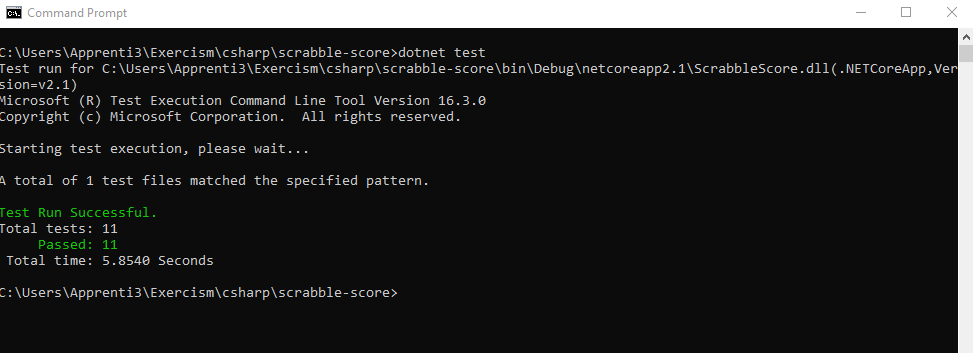 Command Prompt
C:\Users\Apprenti3\Exercism\csharp\scrabble-score>dotnet test
Test run for C:\Users\Apprenti3\Exercism\csharp\scrabble-score\bin\Debug\netcoreapp2.1\ScrabbleScore.dll(.NETCoreApp,Ver
sion=v2.1)
Microsoft (R) Test Execution Command Line Tool Version 16.3.0
Copyright (c) Microsoft Corporation.  All rights reserved.
Starting test execution, please wait...
A total of 1 test files matched the specified pattern.
Test Run Successful.
Total tests: 11
     Passed: 11
 Total time: 5.8540 Seconds
C:\Users\Apprenti3\Exercism\csharp\scrabble-score>